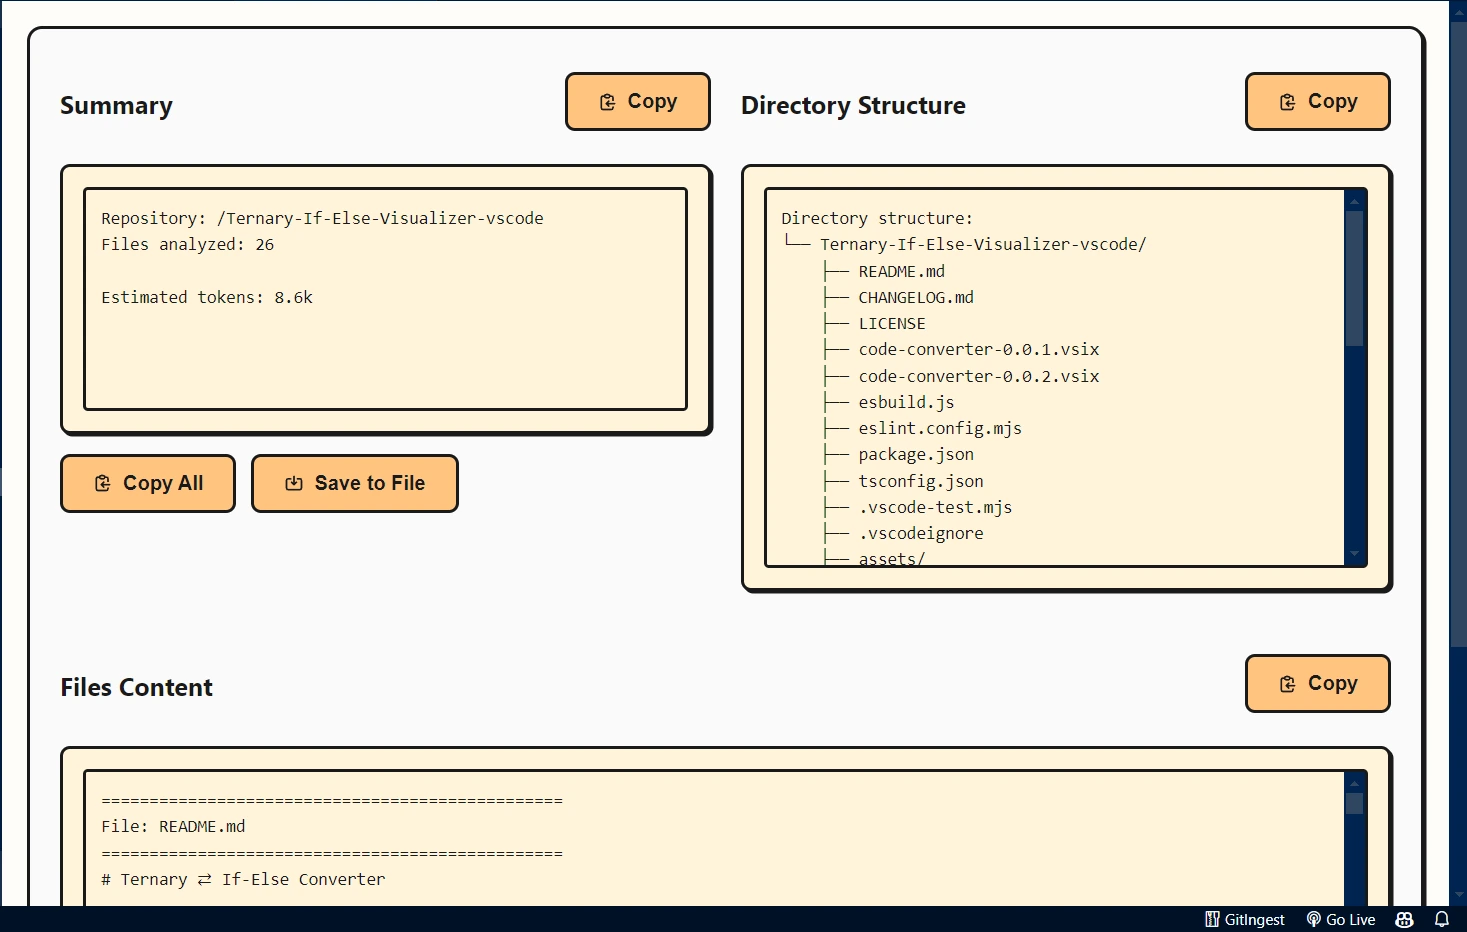 Summary
Copy
Repository: /Ternary-If-Else-Visualizer-vscode
Files analyzed: 26
Estimated tokens: 8.6k
Copy All
Save to File
Directory Structure
Copy
Directory structure:
└── Ternary-If-Else-Visualizer-vscode/
├── README.md
├── CHANGELOG.md
├── LICENSE
├── code-converter-0.0.1.vsix
├── code-converter-0.0.2.vsix
├── esbuild.js
├── eslint.config.mjs
├── package.json
├── tsconfig.json
├── .vscode-test.mjs
├── .vscodeignore
├── assets/
Files Content
Copy
================================================
File: README.md
================================================
# Ternary ⇄ If-Else Converter
GitIngest
Go Live